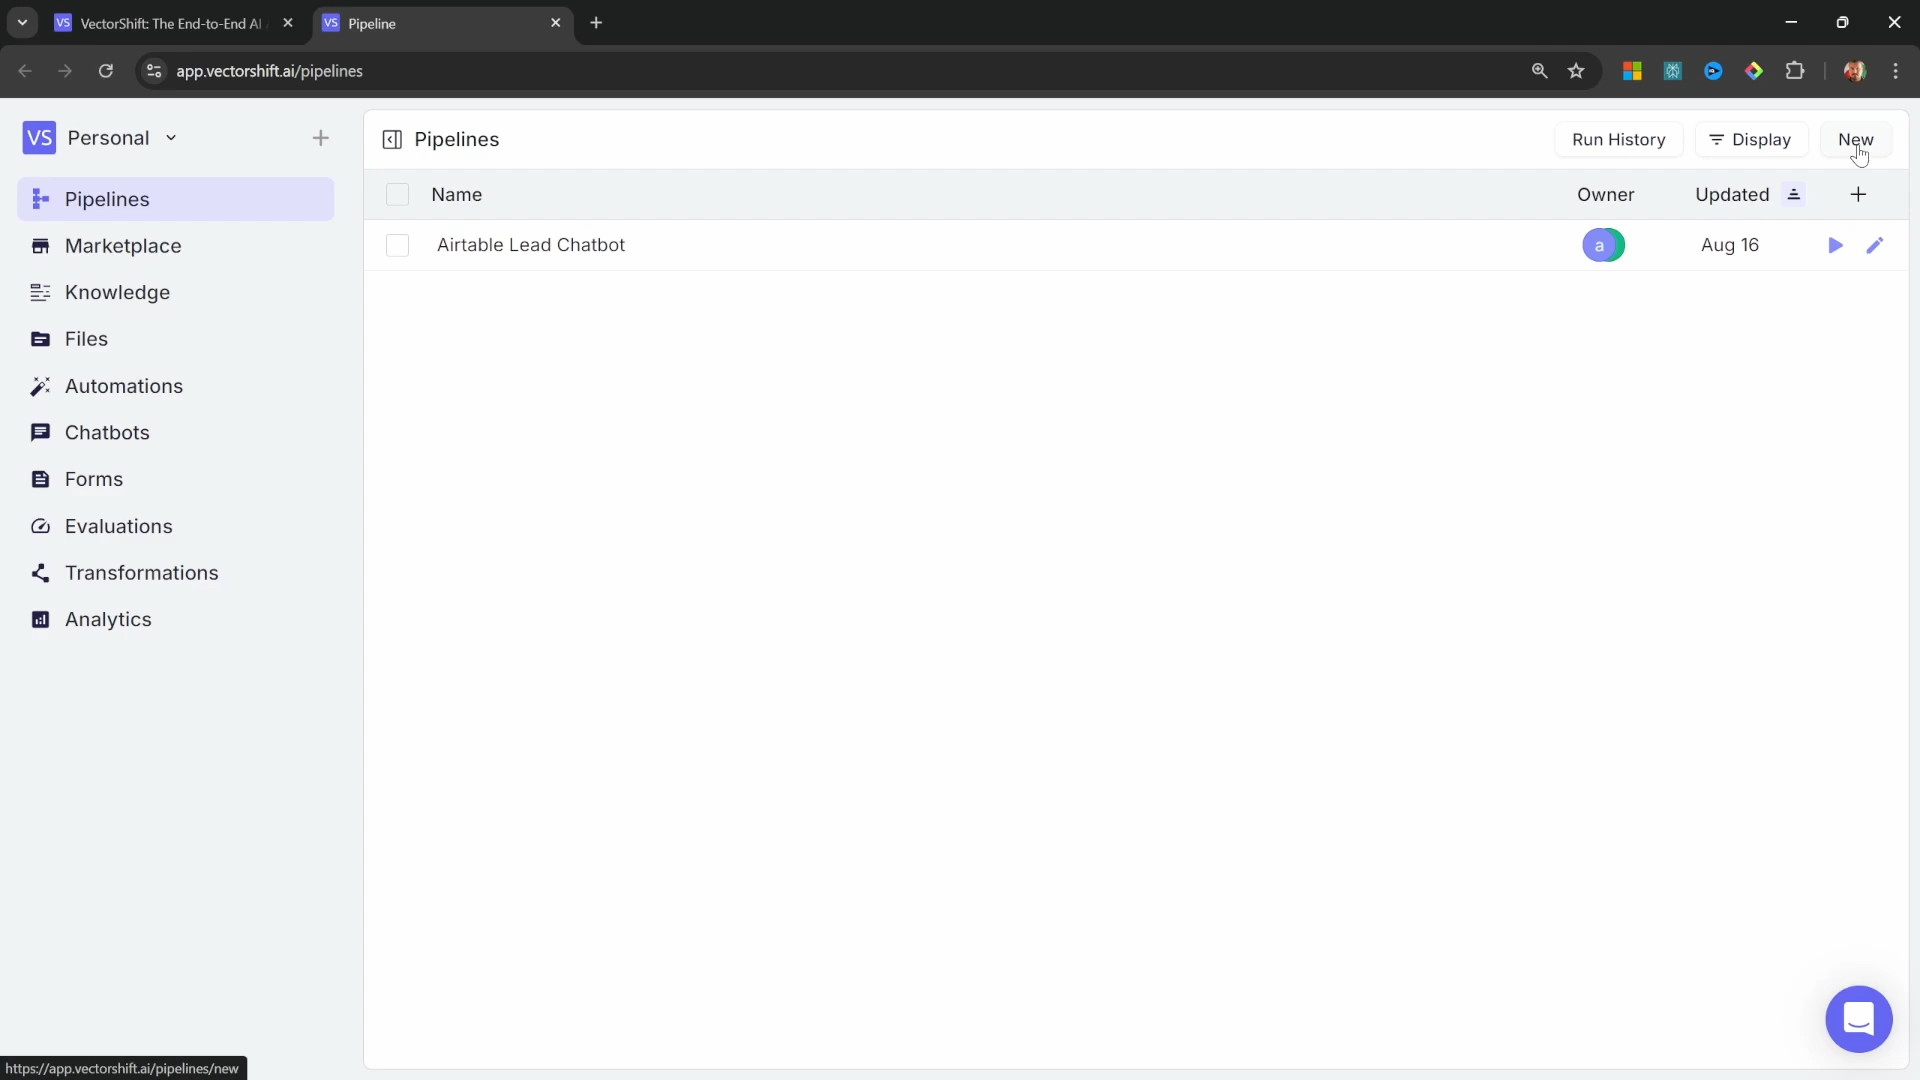 VS VectorShift: The End-to-End AI
VS Pipeline
app.vectorshift.ai/pipelines
VS Personal
Pipelines
Marketplace
Knowledge
Files
Automations
Chatbots
Forms
Evaluations
Transformations
Analytics
Pipelines
Run History
Display
New
Name
Owner
Updated
Airtable Lead Chatbot
a
Aug 16
https://app.vectorshift.ai/pipelines/new